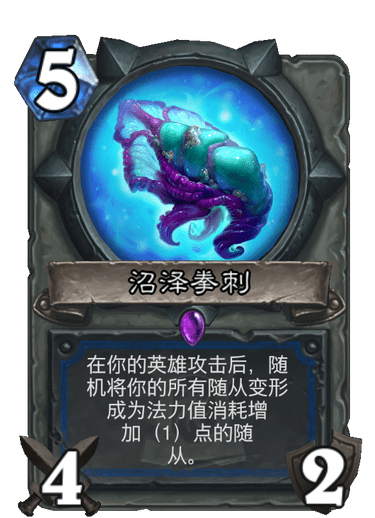 5
沼泽拳刺
在你的英雄攻击后，随
机将你的所有随从变形
成为法力值消耗增
加（1）点的随
从。
4
2